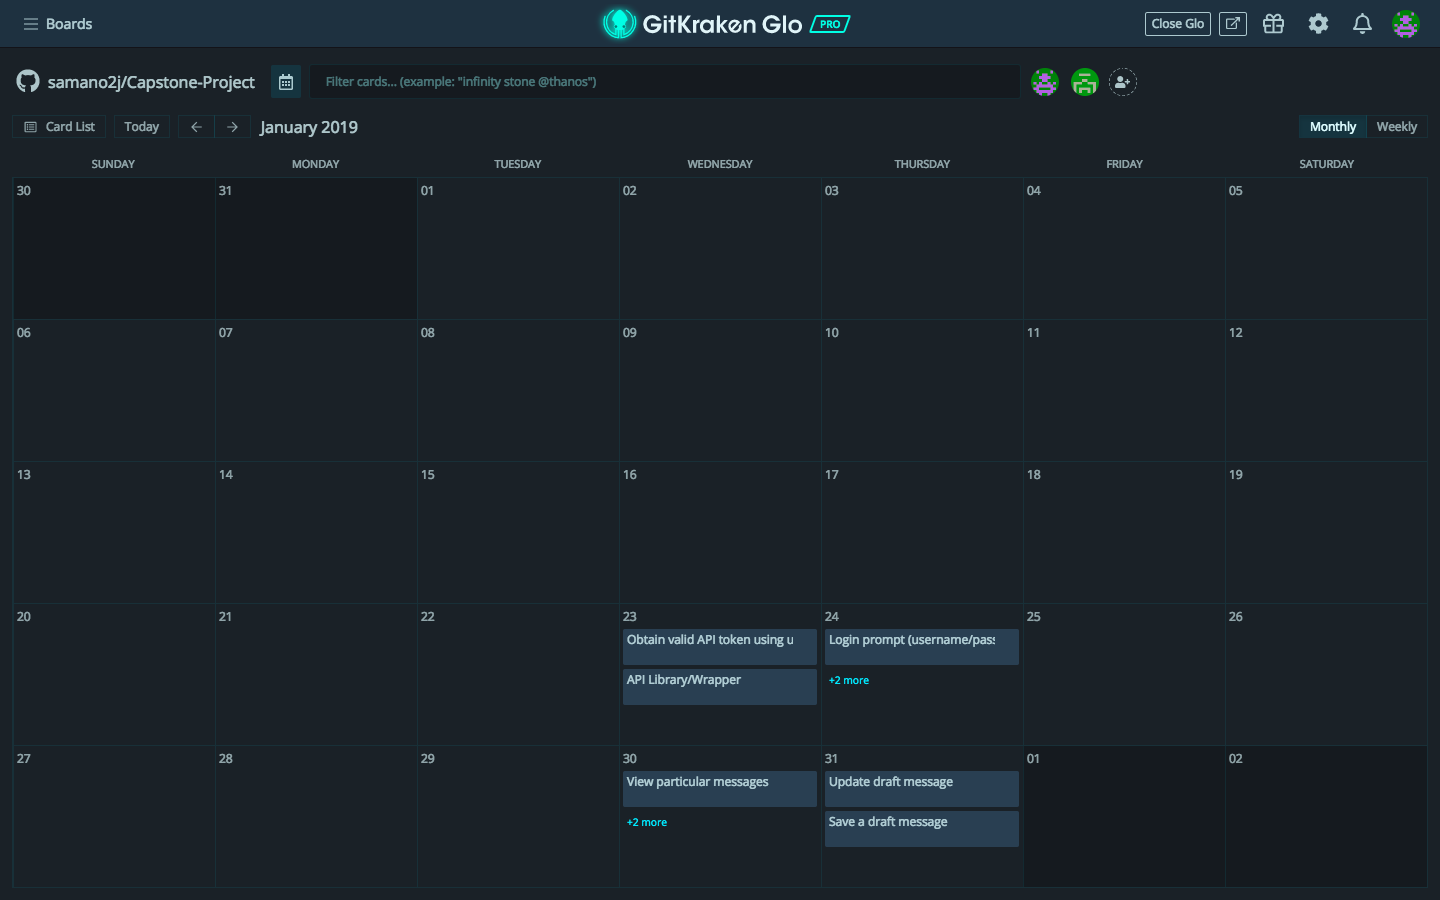 Boards
GitKraken Glo PRO
Close Glo
samano2j/Capstone-Project
Filter cards... (example: "infinity stone @thanos")
Card List
Today
January 2019
Monthly
Weekly
SUNDAY MONDAY TUESDAY WEDNESDAY THURSDAY FRIDAY SATURDAY
30 31 01 02 03 04 05
06 07 08 09 10 11 12
13 14 15 16 17 18 19
20 21 22 23 24 25 26
Obtain valid API token using u
Login prompt (username/pass
API Library/Wrapper
+2 more
27 28 29 30 31 01 02
View particular messages
Update draft message
+2 more
Save a draft message